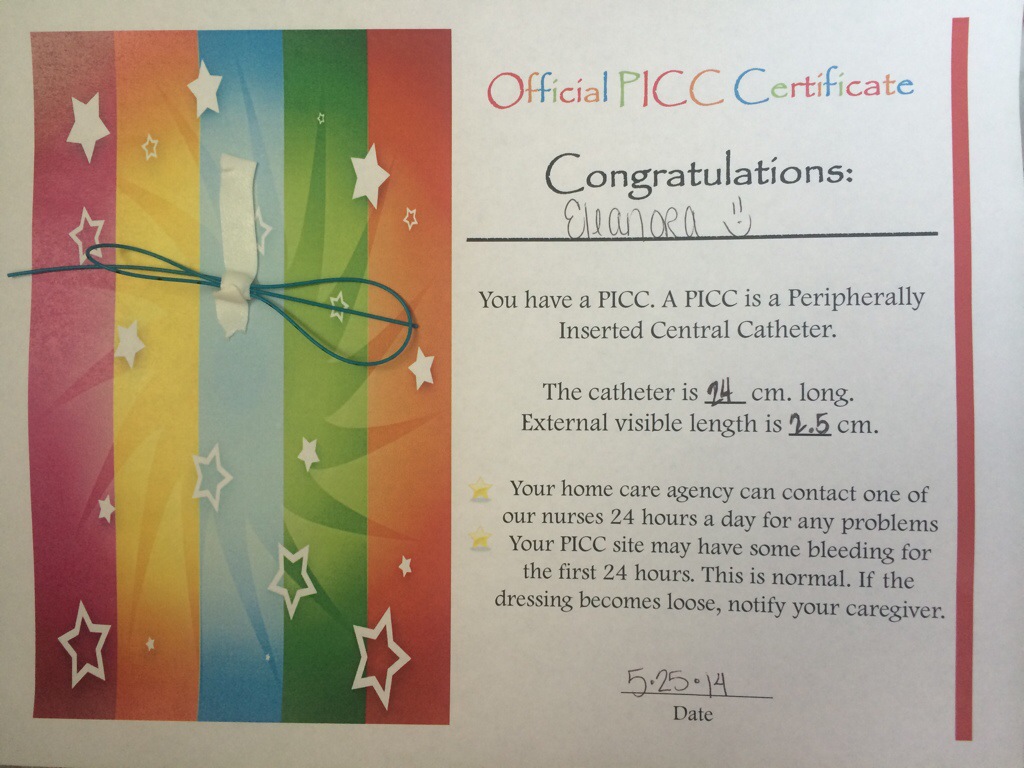 Official PICC Certificate
Congratulations:
Eleanora
You have a PICC. A PICC is a Peripherally
Inserted Central Catheter.
The catheter is 24 cm. long.
External visible length is 2.5 cm.
Your home care agency can contact one of
our nurses 24 hours a day for any problems
Your PICC site may have some bleeding for
the first 24 hours. This is normal. If the
dressing becomes loose, notify your caregiver.
5.25.14
Date